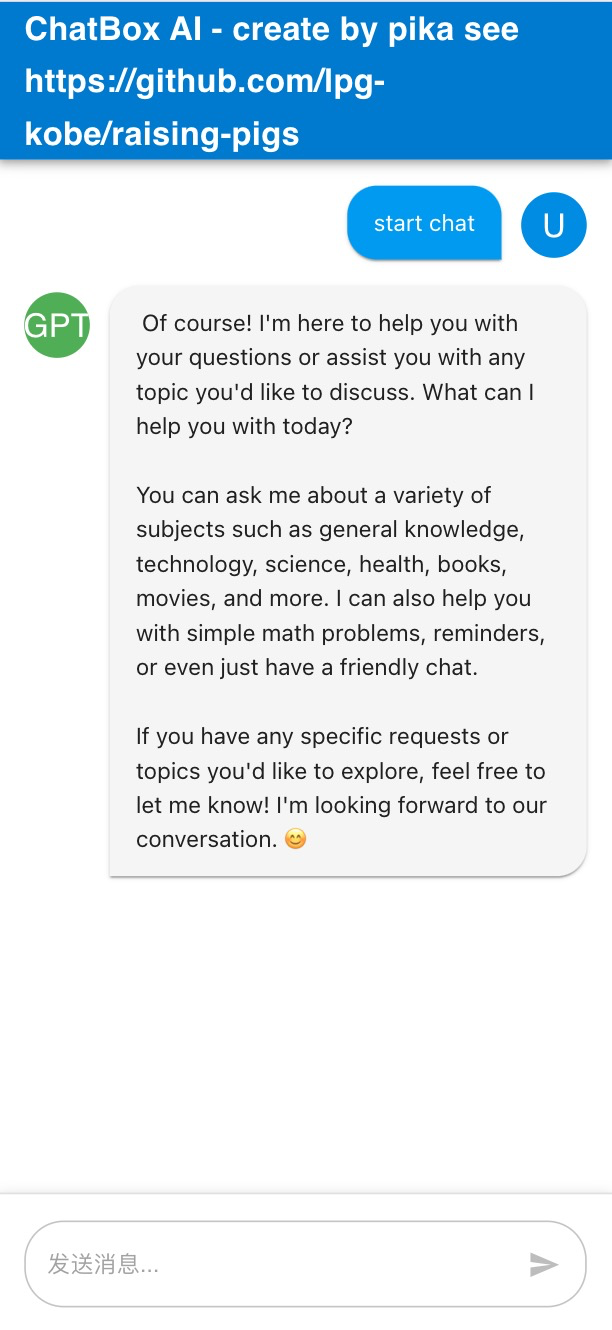 ChatBox AI - create by pika see
https://github.com/lpg-
kobe/raising-pigs
start chat
U
GPT
Of course! I'm here to help you with
your questions or assist you with any
topic you'd like to discuss. What can I
help you with today?
You can ask me about a variety of
subjects such as general knowledge,
technology, science, health, books,
movies, and more. I can also help you
with simple math problems, reminders,
or even just have a friendly chat.
If you have any specific requests or
topics you'd like to explore, feel free to
let me know! I'm looking forward to our
conversation. 😊
发送消息...